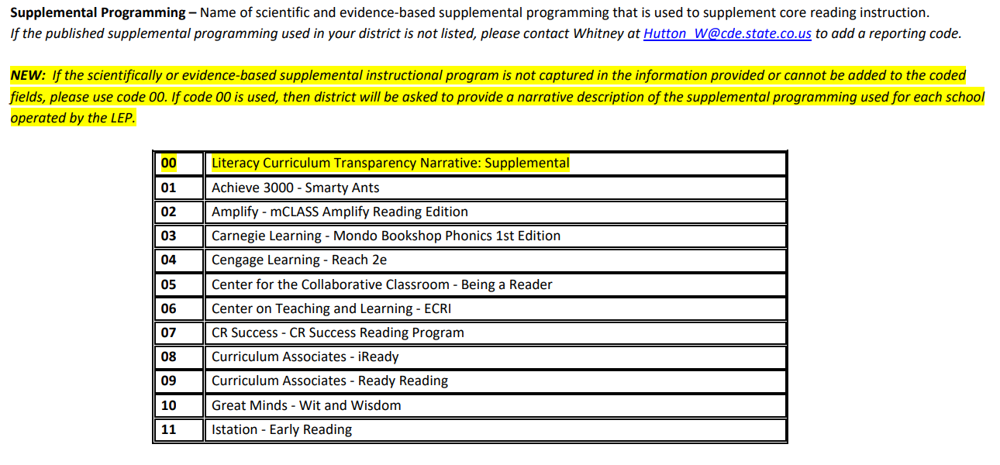 Supplemental Programming – Name of scientific and evidence-based supplemental programming that is used to supplement core reading instruction.
If the published supplemental programming used in your district is not listed, please contact Whitney at Hutton_W@cde.state.co.us to add a reporting code.
NEW: If the scientifically or evidence-based supplemental instructional program is not captured in the information provided or cannot be added to the coded
fields, please use code 00. If code 00 is used, then district will be asked to provide a narrative description of the supplemental programming used for each school
operated by the LEP.
00 Literacy Curriculum Transparency Narrative: Supplemental
01 Achieve 3000 - Smarty Ants
02 Amplify - mCLASS Amplify Reading Edition
03 Carnegie Learning - Mondo Bookshop Phonics 1st Edition
04 Cengage Learning - Reach 2e
05 Center for the Collaborative Classroom - Being a Reader
06 Center on Teaching and Learning - ECRI
07 CR Success - CR Success Reading Program
08 Curriculum Associates - iReady
09 Curriculum Associates - Ready Reading
10 Great Minds - Wit and Wisdom
11 Istation - Early Reading